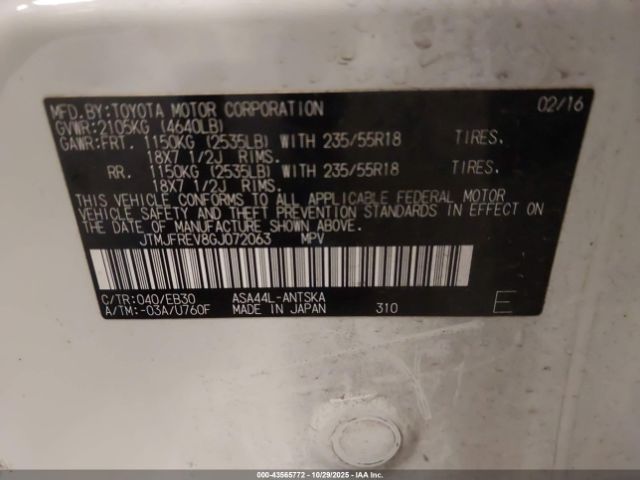 MFD.BY:TOYOTA MOTOR CORPORATION 02/16
GVWR:2105KG (4640LB)
GAWR:FRT. 1150KG (2535LB) WITH 235/55R18 TIRES.
18X7 1/2J RIMS.
RR. 1150KG (2535LB) WITH 235/55R18 TIRES.
18X7 1/2J RIMS.
THIS VEHICLE CONFORMS TO ALL APPLICABLE FEDERAL MOTOR
VEHICLE SAFETY AND THEFT PREVENTION STANDARDS IN EFFECT ON
THE DATE OF MANUFACTURE SHOWN ABOVE.
JTMJFREV8GJ072063 MPV
C/TR:040/EB30 ASA44L-ANTSKA
A/TM:-03A/U760F MADE IN JAPAN 310 E
000-43565772 - 10/29/2025 - IAAI.COM